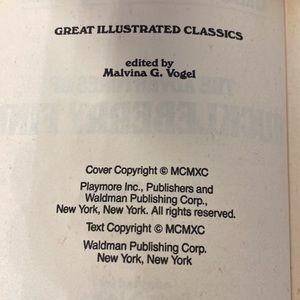 GREAT ILLUSTRATED CLASSICS
edited by
Malvina G. Vogel
Cover Copyright © MCMXC
Playmore Inc., Publishers and
Waldman Publishing Corp.,
New York, New York. All rights reserved.
Text Copyright © MCMXC
Waldman Publishing Corp.
New York, New York